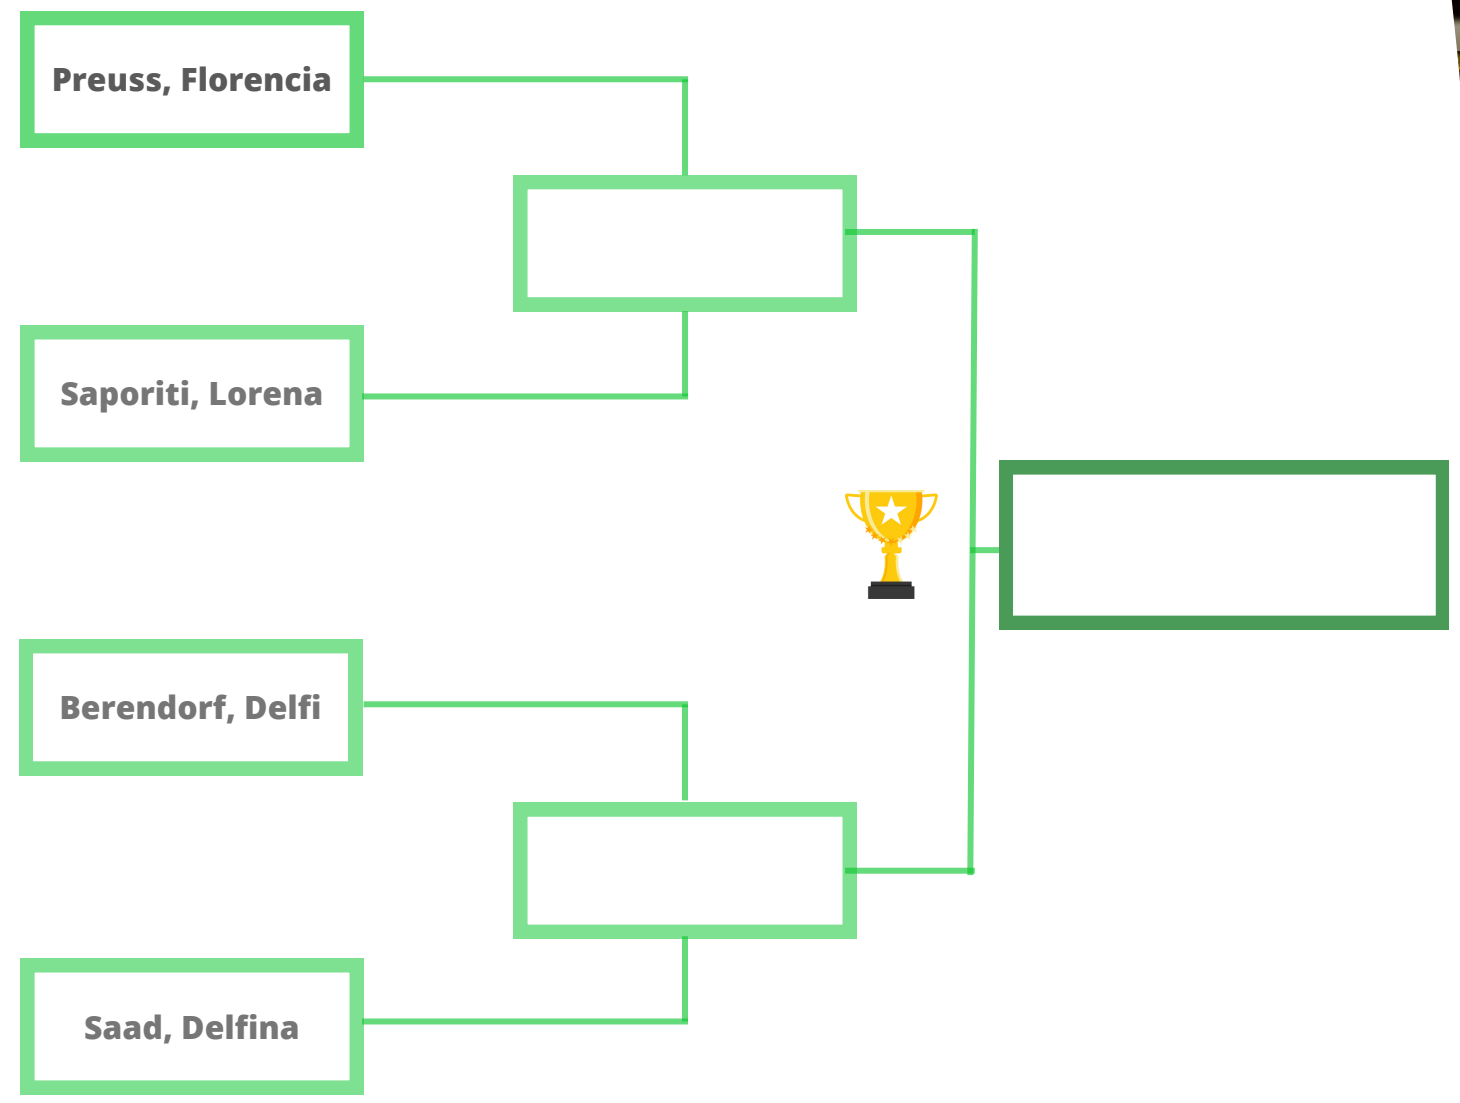 Preuss, Florencia
Saporiti, Lorena
Berendorf, Delfi
Saad, Delfina